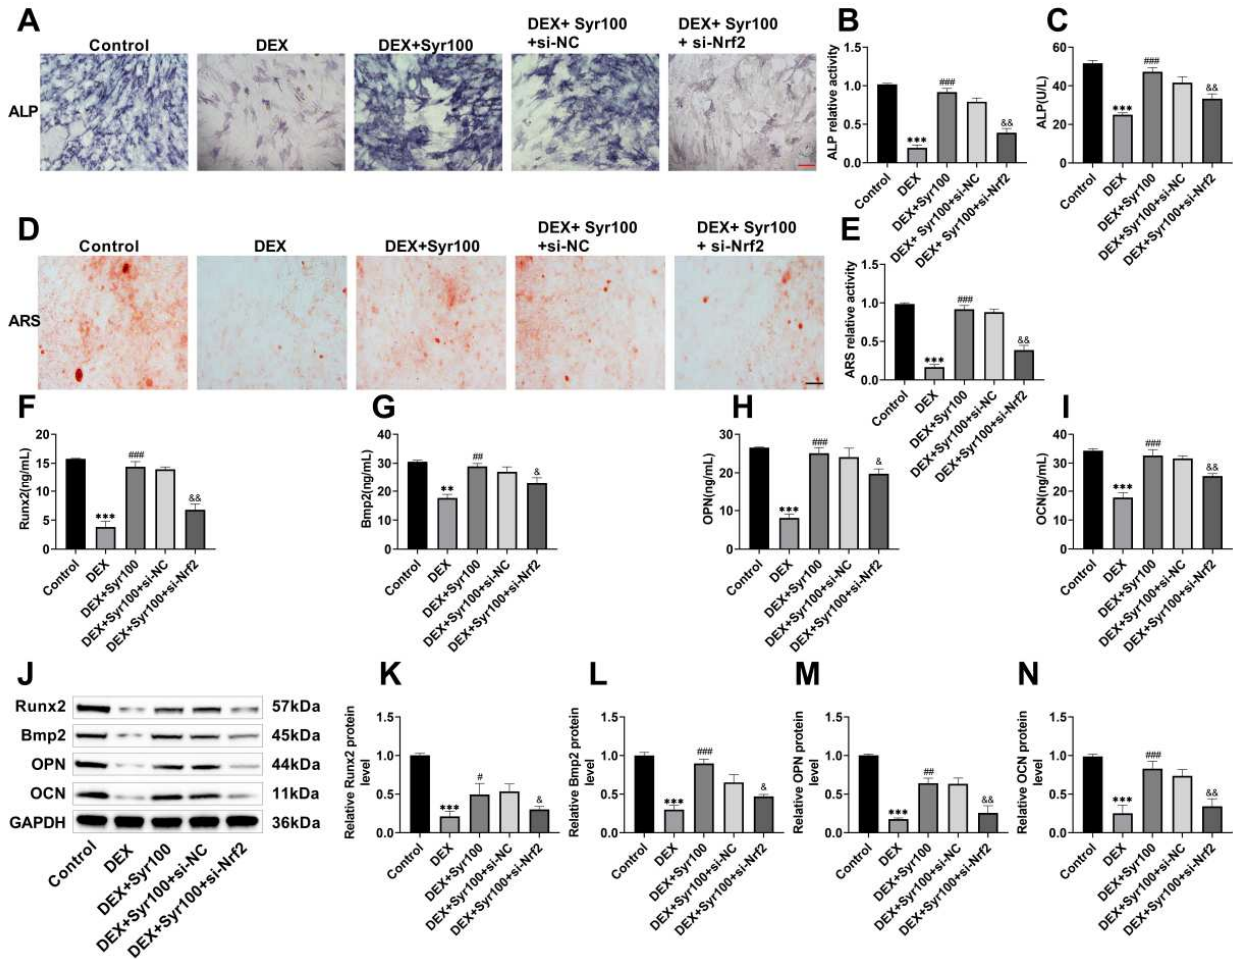 A
Control
DEX
DEX+Syr100
DEX+ Syr100
+si-NC
DEX+ Syr100
+ si-Nrf2
ALP
B
ALP relative activity
1.5
1.0
0.5
0.0
***
###
&&
Control
DEX
DEX+Syr100
DEX+ Syr100+si-NC
DEX+ Syr100+si-Nrf2
C
ALP(U/L)
60
40
20
0
***
###
&&
Control
DEX
DEX+Syr100
DEX+Syr100+si-NC
DEX+Syr100+si-Nrf2
D
Control
DEX
DEX+Syr100
DEX+ Syr100
+si-NC
DEX+ Syr100
+ si-Nrf2
ARS
E
ARS relative activity
1.5
1.0
0.5
0.0
***
###
&&
Control
DEX
DEX+Syr100
DEX+Syr100+si-NC
DEX+Syr100+si-Nrf2
F
Runx2(ng/mL)
20
15
10
5
0
***
###
&&
Control
DEX
DEX+Syr100
DEX+Syr100+si-NC
DEX+Syr100+si-Nrf2
G
Bmp2(ng/mL)
40
30
20
10
0
**
##
&
Control
DEX
DEX+Syr100
DEX+Syr100+si-NC
DEX+Syr100+si-Nrf2
H
OPN(ng/mL)
30
20
10
0
***
###
&
Control
DEX
DEX+Syr100
DEX+Syr100+si-NC
DEX+Syr100+si-Nrf2
I
OCN(ng/mL)
40
30
20
10
0
***
###
&&
Control
DEX
DEX+Syr100
DEX+Syr100+si-NC
DEX+Syr100+si-Nrf2
J
Runx2 57kDa
Bmp2 45kDa
OPN 44kDa
OCN 11kDa
GAPDH 36kDa
Control
DEX
DEX+Syr100
DEX+Syr100+si-NC
DEX+Syr100+si-Nrf2
K
Relative Runx2 protein
level
1.5
1.0
0.5
0.0
***
#
&
Control
DEX
DEX+Syr100
DEX+Syr100+si-NC
DEX+Syr100+si-Nrf2
L
Relative Bmp2 protein
level
1.5
1.0
0.5
0.0
***
###
&
Control
DEX
DEX+Syr100
DEX+Syr100+si-NC
DEX+Syr100+si-Nrf2
M
Relative OPN protein
level
1.5
1.0
0.5
0.0
***
##
&&
Control
DEX
DEX+Syr100
DEX+Syr100+si-NC
DEX+Syr100+si-Nrf2
N
Relative OCN protein
level
1.5
1.0
0.5
0.0
***
###
&&
Control
DEX
DEX+Syr100
DEX+Syr100+si-NC
DEX+Syr100+si-Nrf2